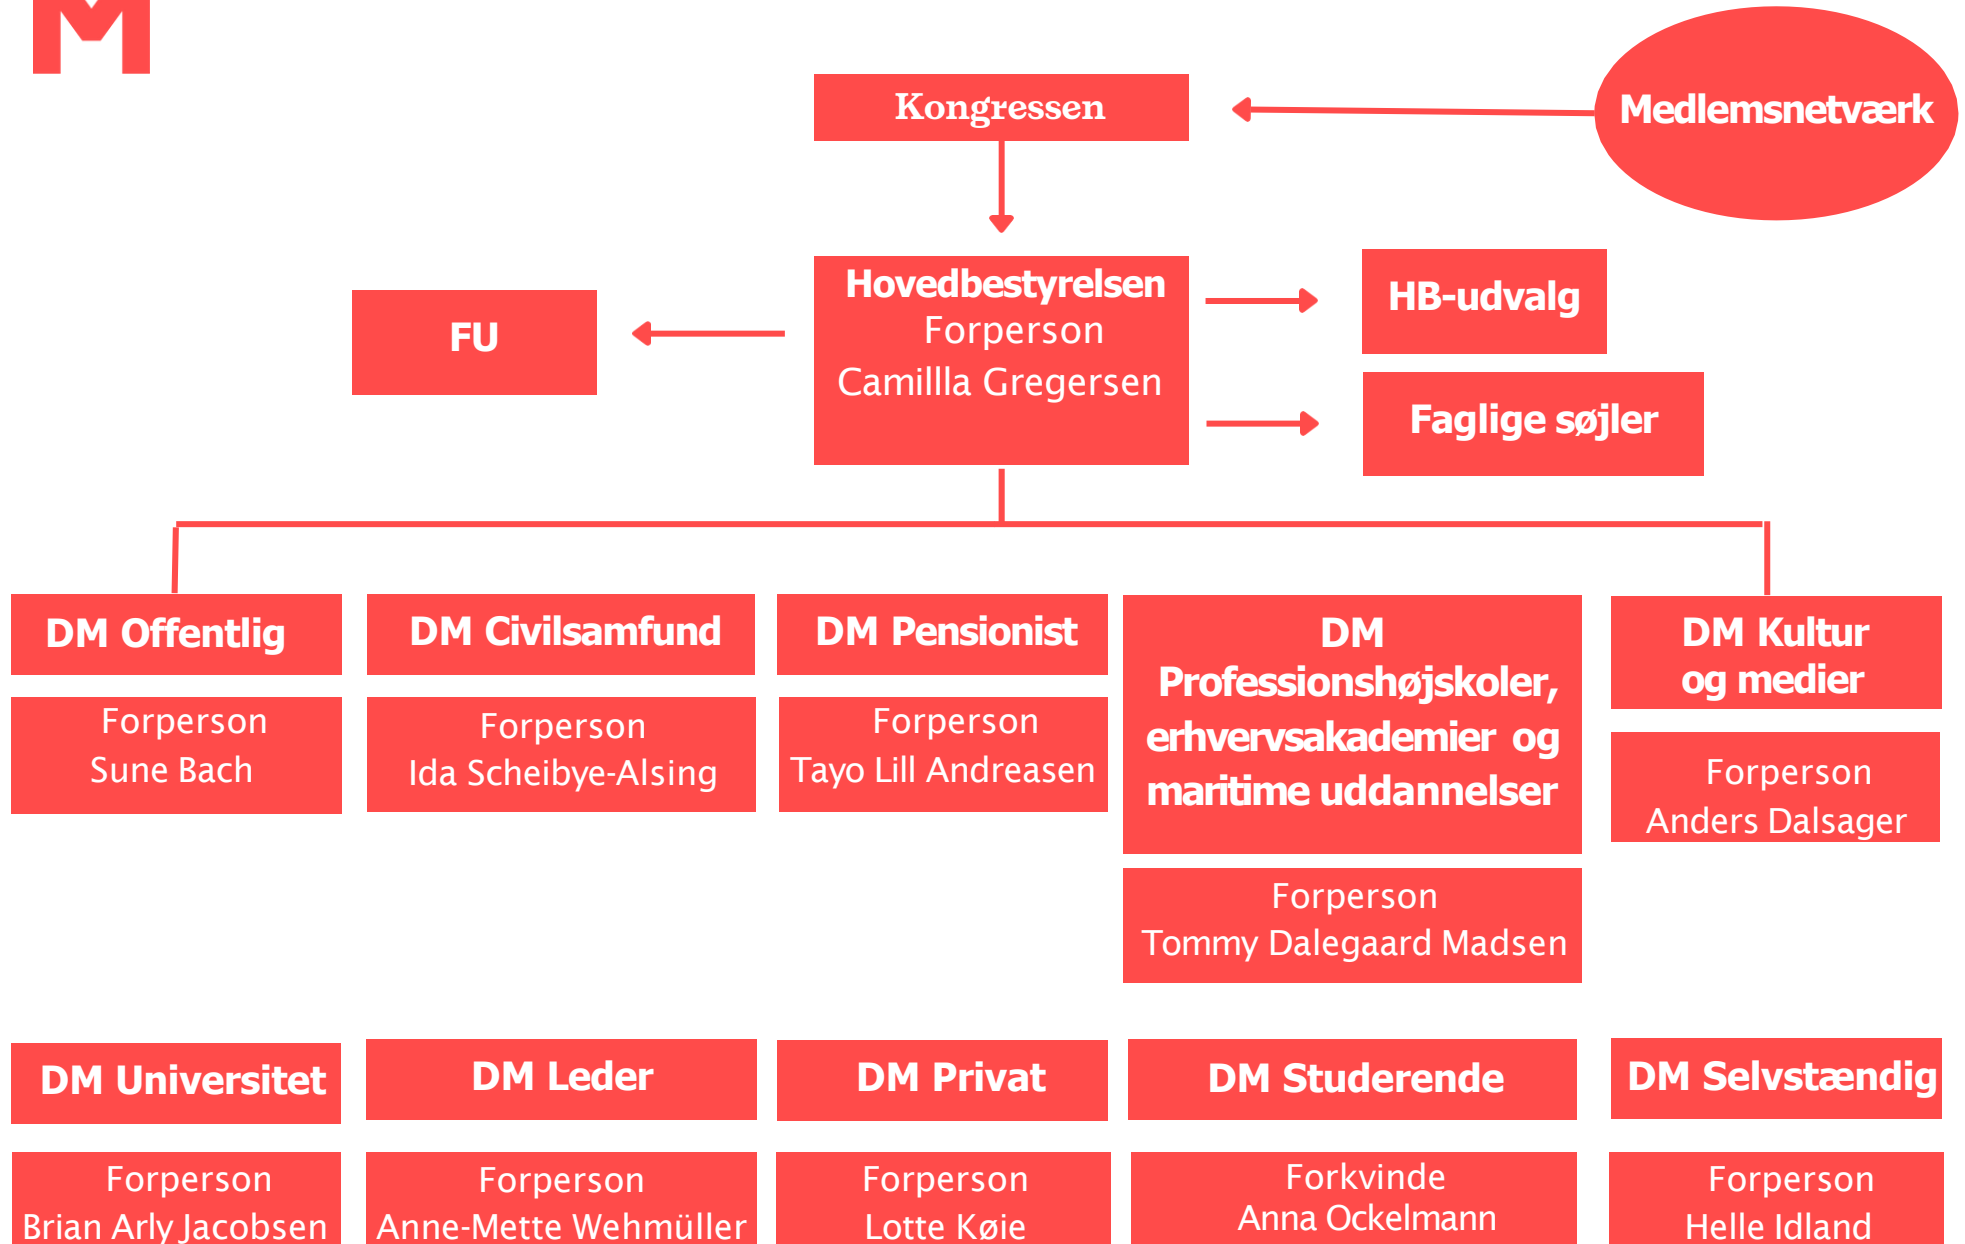 M
Kongressen
Medlemsnetværk
Hovedbestyrelsen
Forperson
Camillla Gregersen
FU
HB-udvalg
Faglige søjler
DM Offentlig
Forperson
Sune Bach
DM Civilsamfund
Forperson
Ida Scheibye-Alsing
DM Pensionist
Forperson
Tayo Lill Andreasen
DM
Professionshøjskoler,
erhvervsakademier og
maritime uddannelser
Forperson
Tommy Dalegaard Madsen
DM Kultur
og medier
Forperson
Anders Dalsager
DM Universitet
Forperson
Brian Arly Jacobsen
DM Leder
Forperson
Anne-Mette Wehmüller
DM Privat
Forperson
Lotte Køie
DM Studerende
Forkvinde
Anna Ockelmann
DM Selvstændig
Forperson
Helle Idland